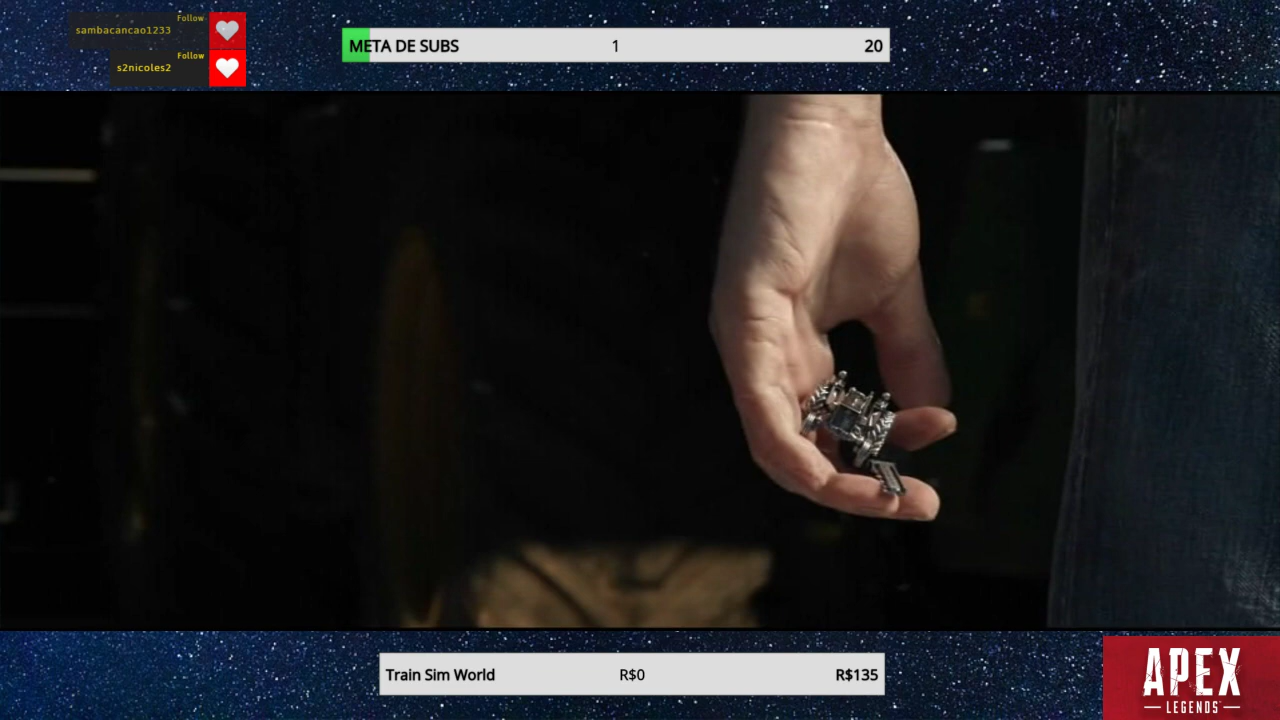 Follow
sambacancao1233
Follow
s2nicoles2
META DE SUBS 1 20
Train Sim World R$0 R$135
APEX
LEGENDS